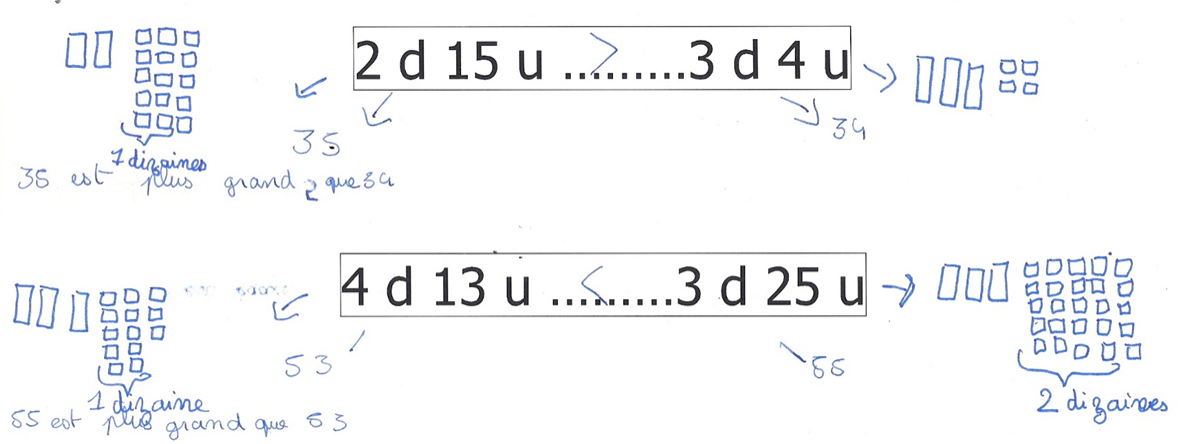 2 d 15 u ....>....3 d 4 u
35
34
1 dizaines
35 est plus grand que 34
4 d 13 u ....<....3 d 25 u
53
55
1 dizaine
2 dizaines
55 est plus grand que 53